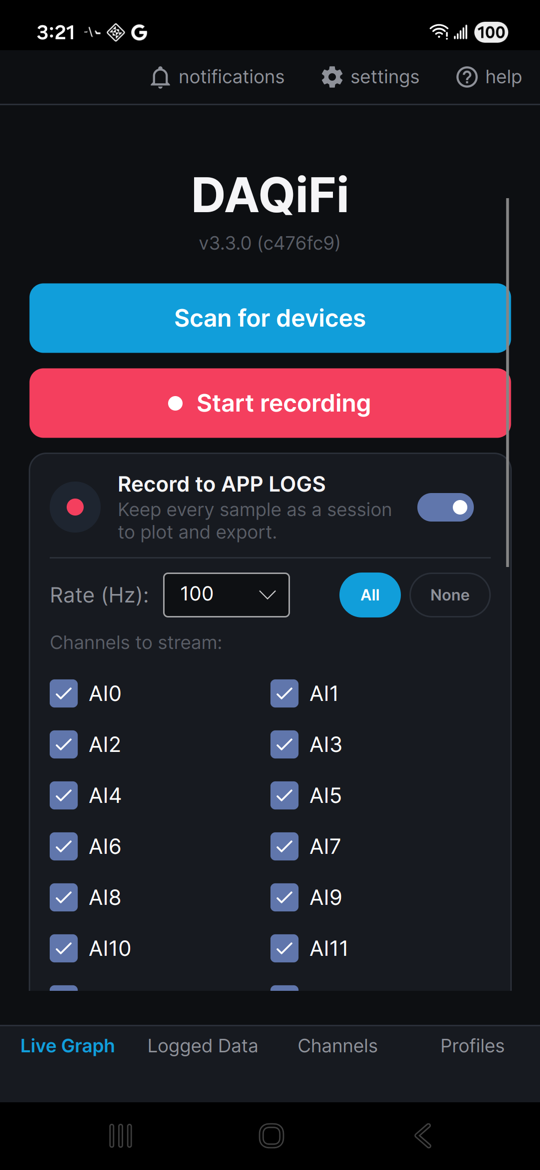 3:21 G 100
notifications settings help
DAQiFi
v3.3.0 (c476fc9)
Scan for devices
Start recording
Record to APP LOGS
Keep every sample as a session
to plot and export.
Rate (Hz): 100 All None
Channels to stream:
AI0 AI1
AI2 AI3
AI4 AI5
AI6 AI7
AI8 AI9
AI10 AI11
Live Graph Logged Data Channels Profiles